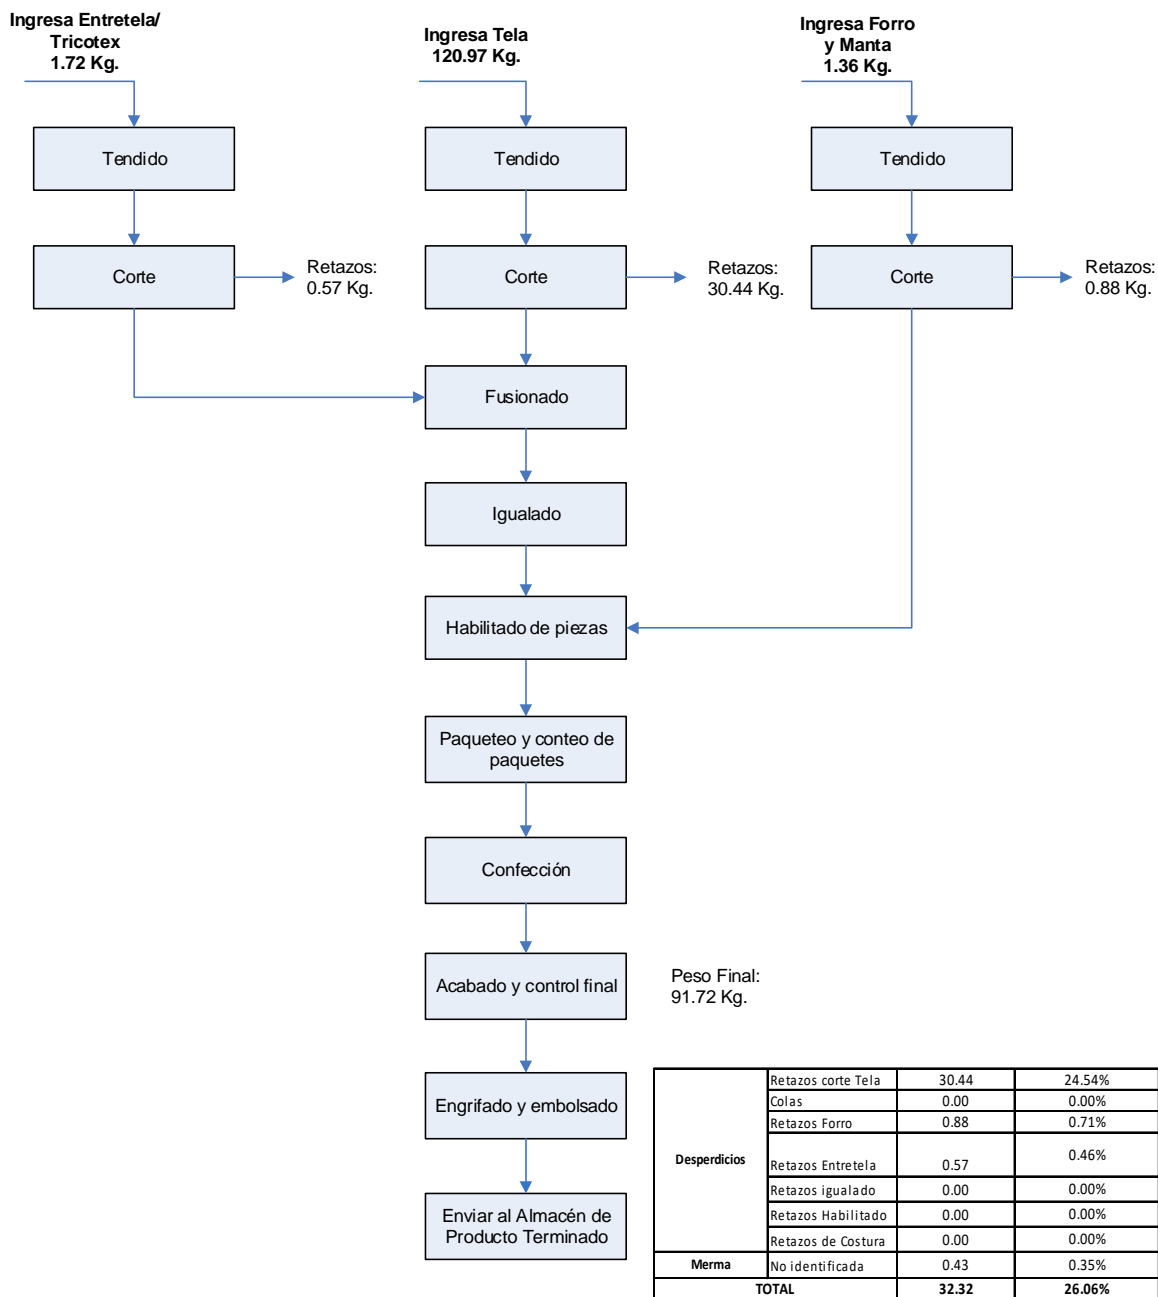 Ingresa Entretela/
Tricotex
1.72 Kg.
Ingresa Tela
120.97 Kg.
Ingresa Forro
y Manta
1.36 Kg.
Tendido
Tendido
Tendido
Corte
Retazos:
0.57 Kg.
Corte
Retazos:
30.44 Kg.
Corte
Retazos:
0.88 Kg.
Fusionado
Igualado
Habilitado de piezas
Paqueteo y conteo de
paquetes
Confección
Acabado y control final
Peso Final:
91.72 Kg.
Engrifado y embolsado
Enviar al Almacén de
Producto Terminado
Desperdicios
Retazos corte Tela 30.44 24.54%
Colas 0.00 0.00%
Retazos Forro 0.88 0.71%
Retazos Entretela 0.57 0.46%
Retazos igualado 0.00 0.00%
Retazos Habilitado 0.00 0.00%
Retazos de Costura 0.00 0.00%
Merma No identificada 0.43 0.35%
TOTAL 32.32 26.06%